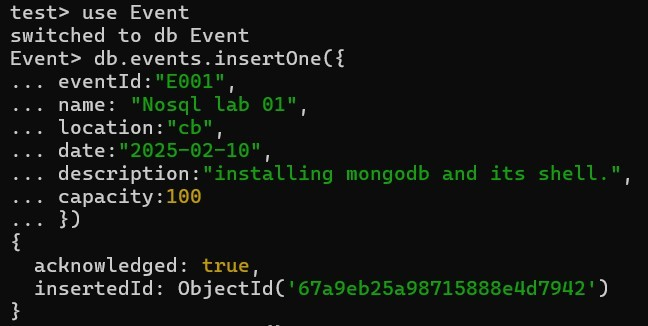 test> use Event
switched to db Event
Event> db.events.insertOne({
... eventId:"E001",
... name: "Nosql lab 01",
... location:"cb",
... date:"2025-02-10",
... description:"installing mongodb and its shell.",
... capacity:100
... })
{
  acknowledged: true,
  insertedId: ObjectId('67a9eb25a98715888e4d7942')
}